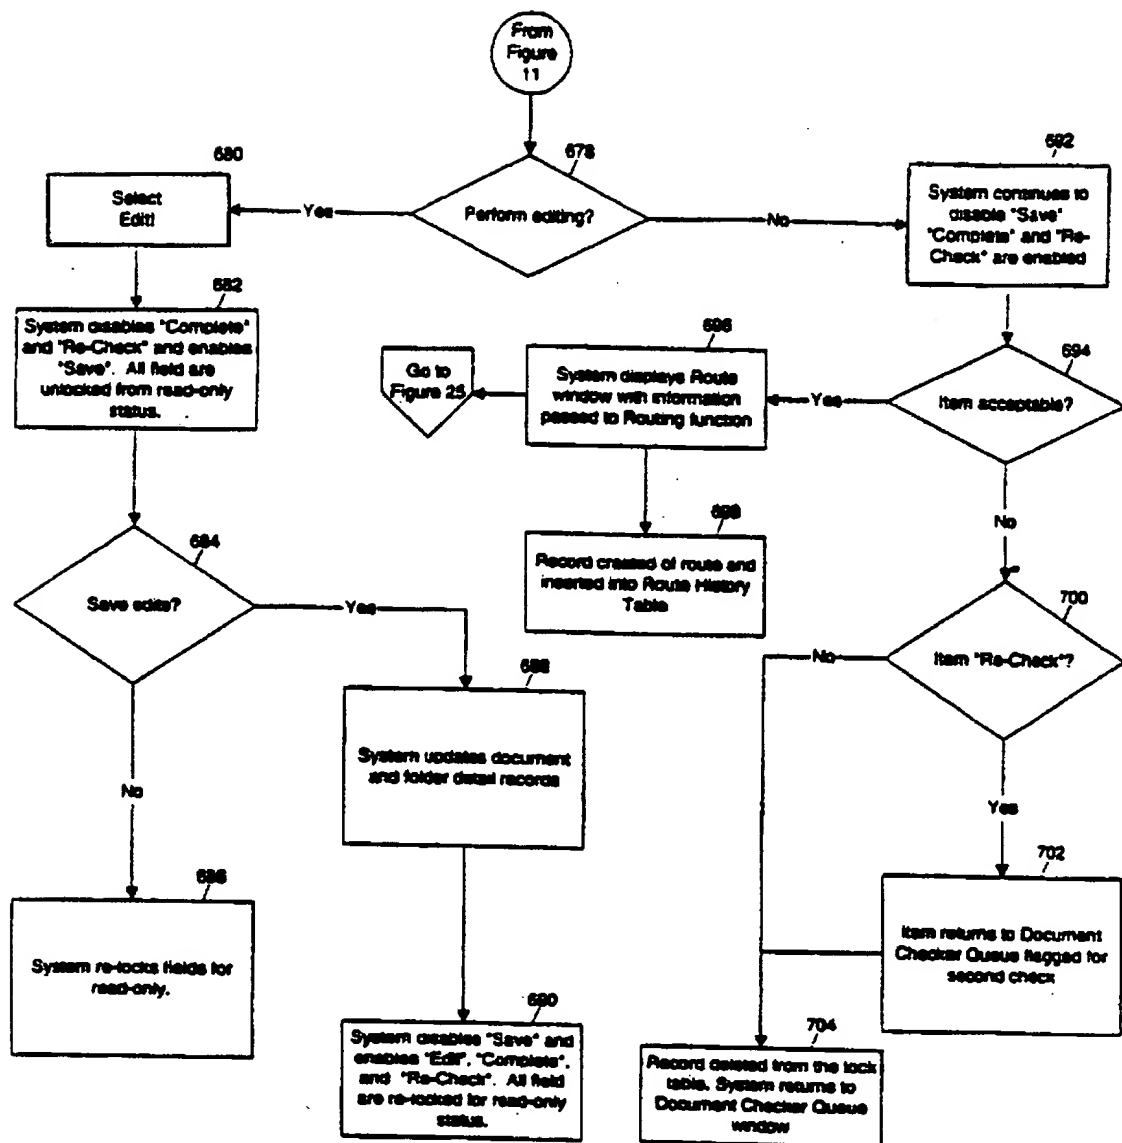 From
Figure
11
678
Perform editing?
Yes
No
680
Select
Edit!
682
System disables "Complete"
and "Re-Check" and enables
"Save". All field are
unlocked from read-only
status.
684
Save edits?
Yes
No
686
System re-locks fields for
read-only.
688
System updates document
and folder detail records
690
System disables "Save" and
enables "Edit", "Complete",
and "Re-Check". All field
are re-locked for read-only
status.
692
System continues to
disable "Save"
"Complete" and "Re-
Check" are enabled
694
Item acceptable?
Yes
No
696
System displays Route
window with information
passed to Routing function
Go to
Figure 25
698
Record created of route and
inserted into Route History
Table
700
Item "Re-Check"?
No
Yes
702
Item returns to Document
Checker Queue flagged for
second check
704
Record deleted from the lock
table. System returns to
Document Checker Queue
window